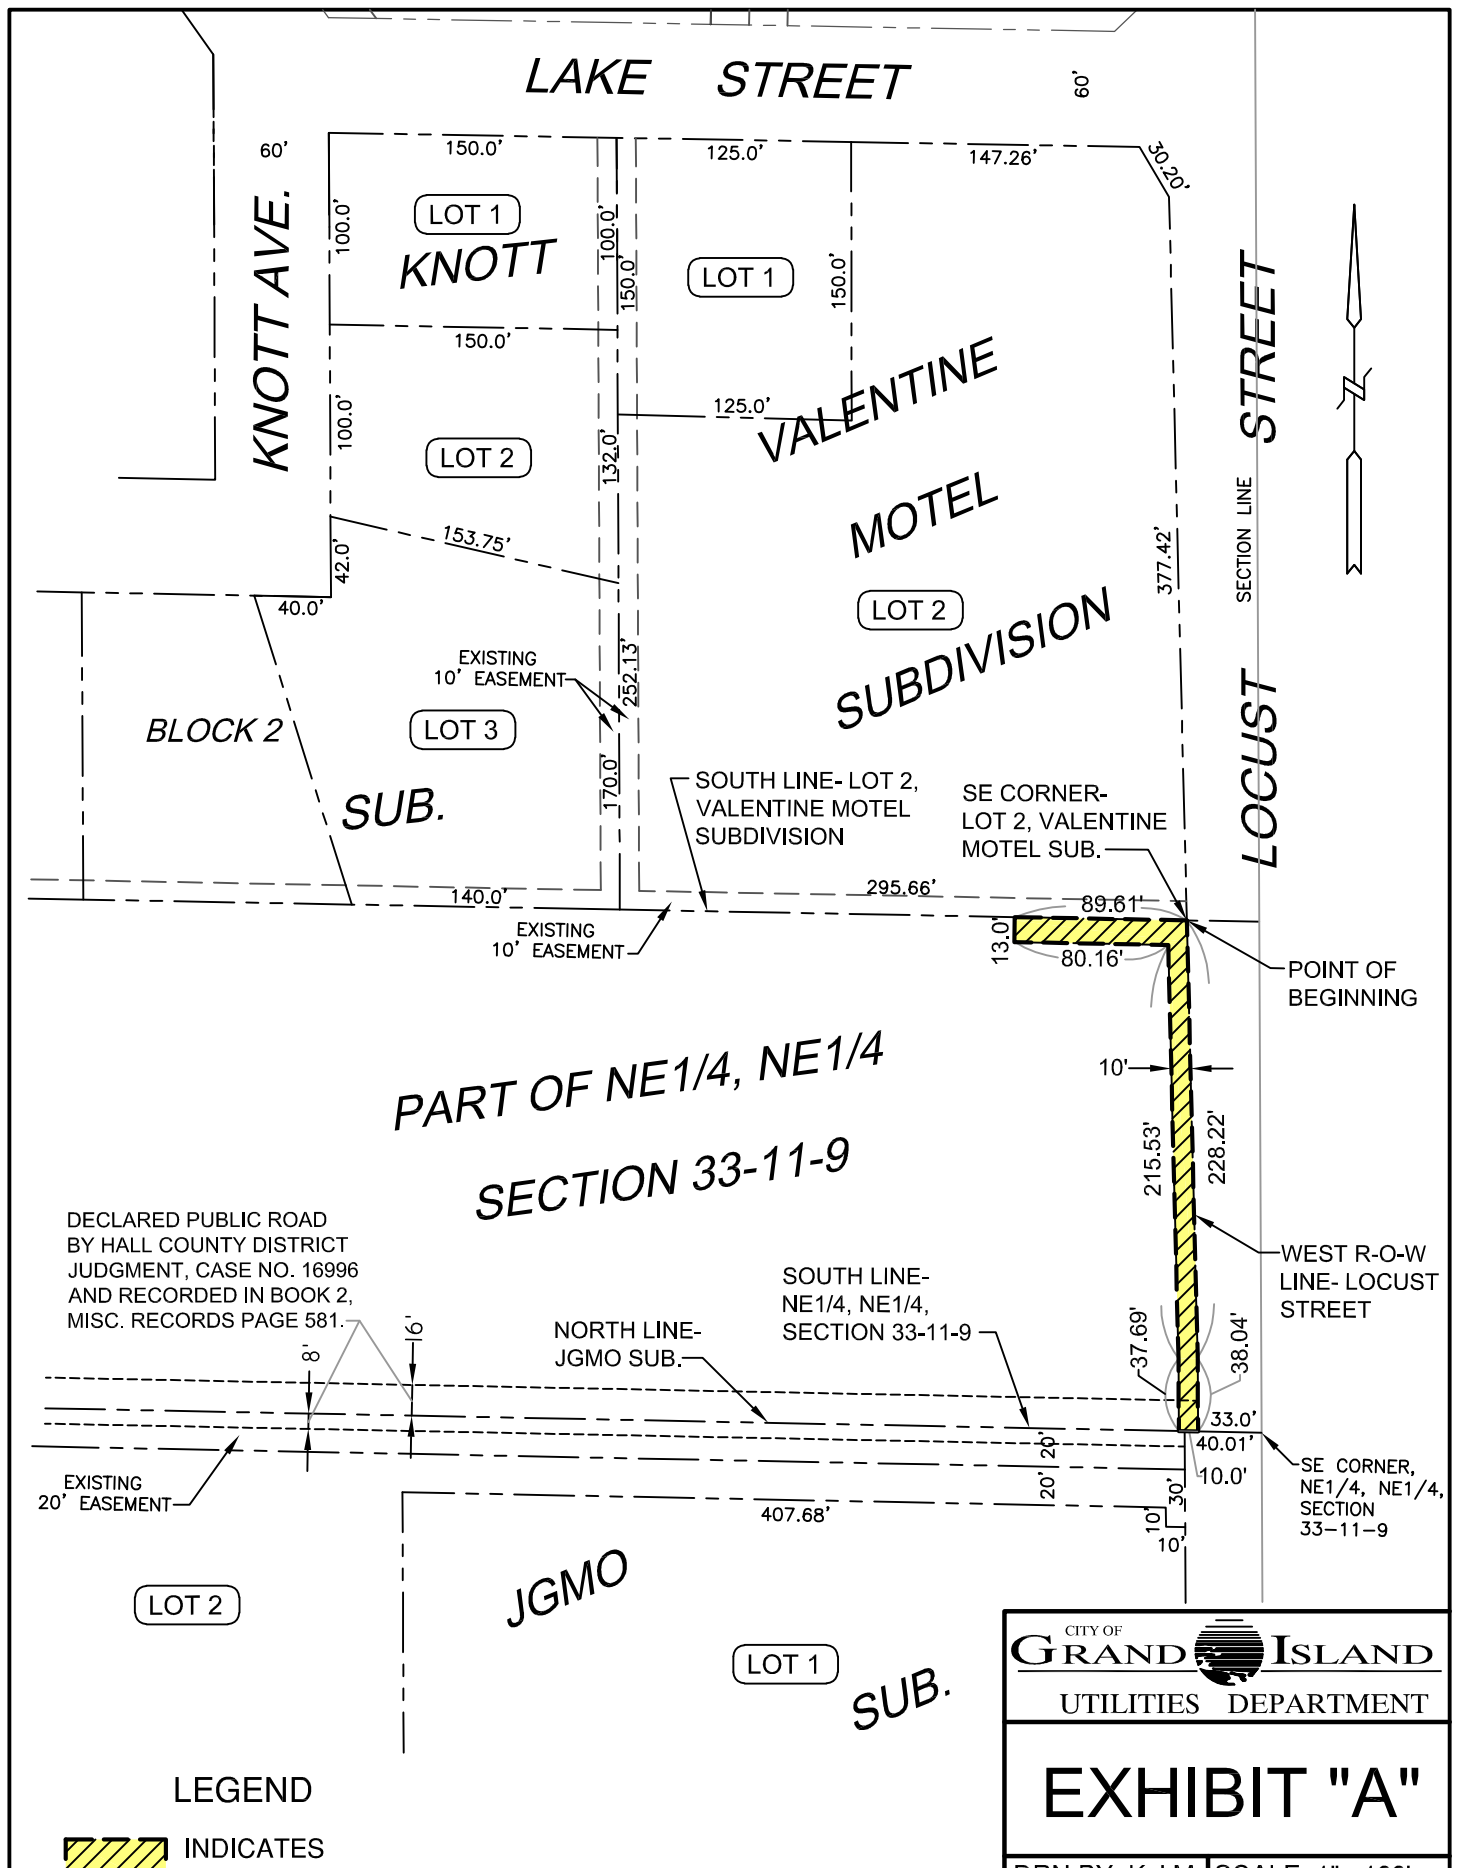 LAKE STREET
60'
60'
150.0'
125.0'
147.26'
30.20'
KNOTT AVE.
100.0'
LOT 1
KNOTT
100.0'
150.0'
LOT 1
150.0'
150.0'
125.0'
VALENTINE
MOTEL
SUBDIVISION
LOCUST STREET
SECTION LINE
100.0'
LOT 2
132.0'
153.75'
42.0'
40.0'
377.42'
LOT 2
EXISTING
10' EASEMENT
252.13'
BLOCK 2
LOT 3
170.0'
SUB.
SOUTH LINE- LOT 2,
VALENTINE MOTEL
SUBDIVISION
SE CORNER-
LOT 2, VALENTINE
MOTEL SUB.
140.0'
295.66'
89.61'
EXISTING
10' EASEMENT
13.0'
80.16'
POINT OF
BEGINNING
PART OF NE1/4, NE1/4
SECTION 33-11-9
10'
215.53'
228.22'
DECLARED PUBLIC ROAD
BY HALL COUNTY DISTRICT
JUDGMENT, CASE NO. 16996
AND RECORDED IN BOOK 2,
MISC. RECORDS PAGE 581.
8'
16'
NORTH LINE-
JGMO SUB.
SOUTH LINE-
NE1/4, NE1/4,
SECTION 33-11-9
WEST R-O-W
LINE- LOCUST
STREET
37.69'
38.04'
33.0'
40.01'
10.0'
20'
20'
30'
10'
10'
SE CORNER,
NE1/4, NE1/4,
SECTION
33-11-9
EXISTING
20' EASEMENT
407.68'
LOT 2
JGMO
LOT 1
SUB.
CITY OF
GRAND ISLAND
UTILITIES DEPARTMENT
EXHIBIT "A"
LEGEND
INDICATES